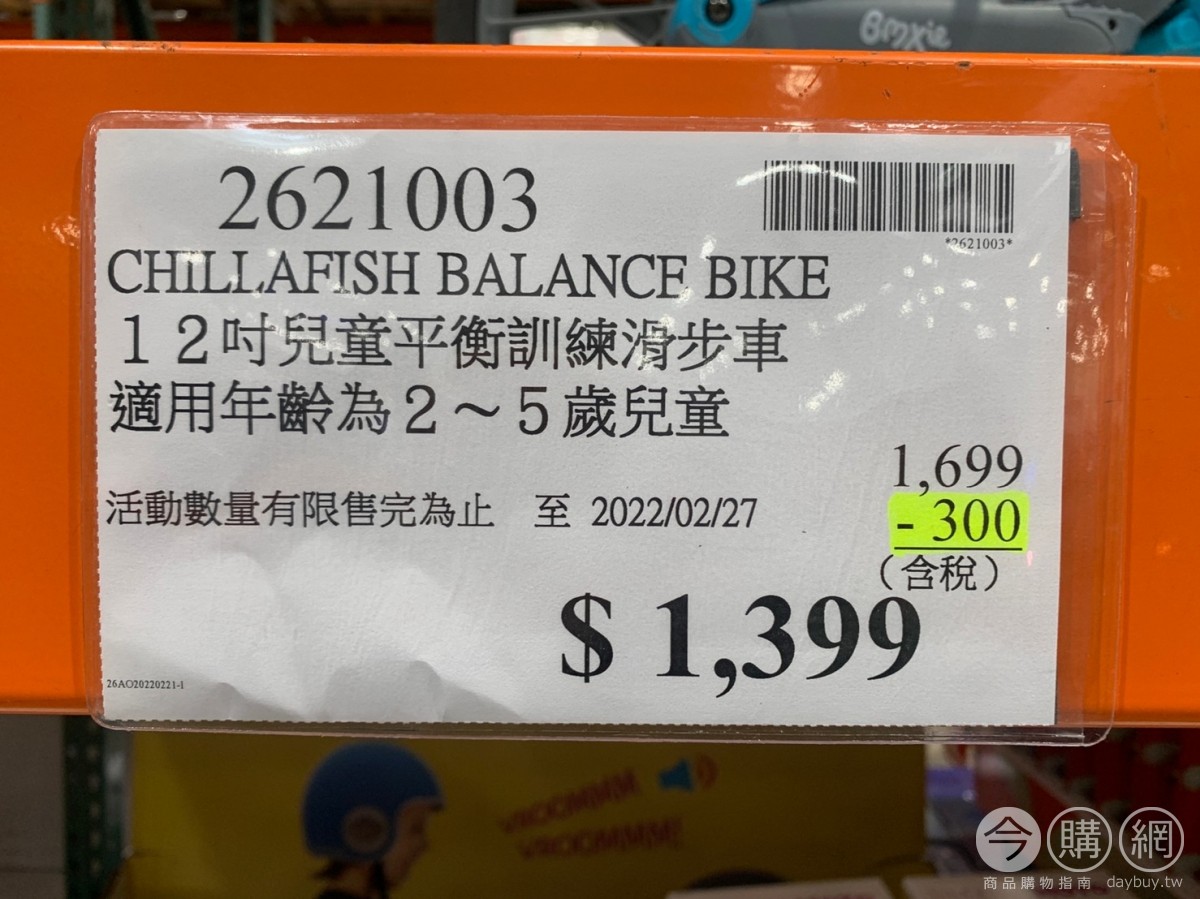 BMXie
2621003
*2621003*
CHILLAFISH BALANCE BIKE
１２吋兒童平衡訓練滑步車
適用年齡為２～５歲兒童
1,699
活動數量有限售完為止 至 2022/02/27
- 300
（含稅）
$ 1,399
26AO20220221-1
VROOMMM
VROOMMM!
今購網
商品購物指南 daybuy.tw